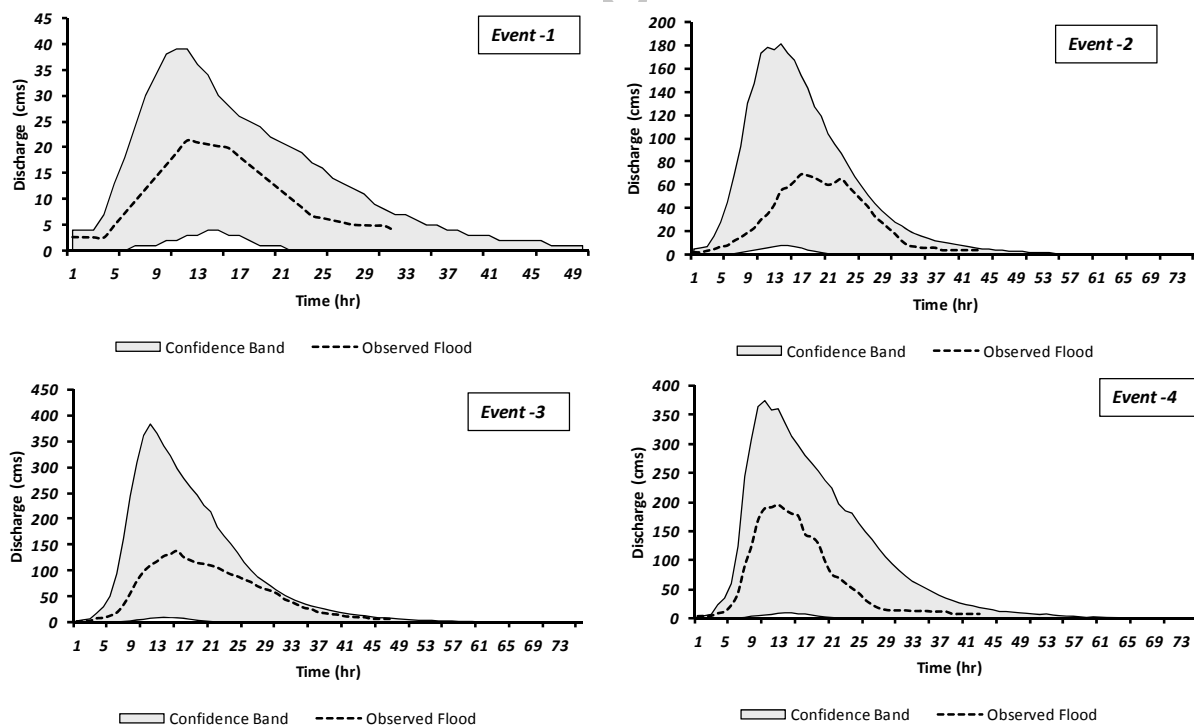 Event -1
Discharge (cms)
45
40
35
30
25
20
15
10
5
0
1 5 9 13 17 21 25 29 33 37 41 45 49
Time (hr)
Confidence Band Observed Flood
Event -2
Discharge (cms)
200
180
160
140
120
100
80
60
40
20
0
1 5 9 13 17 21 25 29 33 37 41 45 49 53 57 61 65 69 73
Time (hr)
Confidence Band Observed Flood
Event -3
Discharge (cms)
450
400
350
300
250
200
150
100
50
0
1 5 9 13 17 21 25 29 33 37 41 45 49 53 57 61 65 69 73
Time (hr)
Confidence Band Observed Flood
Event -4
Discharge (cms)
400
350
300
250
200
150
100
50
0
1 5 9 13 17 21 25 29 33 37 41 45 49 53 57 61 65 69 73
Time (hr)
Confidence Band Observed Flood